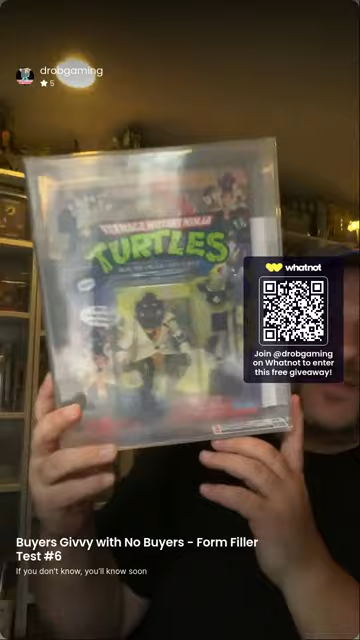 drobgaming
★ 5
TEENAGE MUTANT NINJA
TURTLES
whatnot
Join @drobgaming
on Whatnot to enter
this free giveaway!
Buyers Givvy with No Buyers - Form Filler
Test #6
If you don't know, you'll know soon